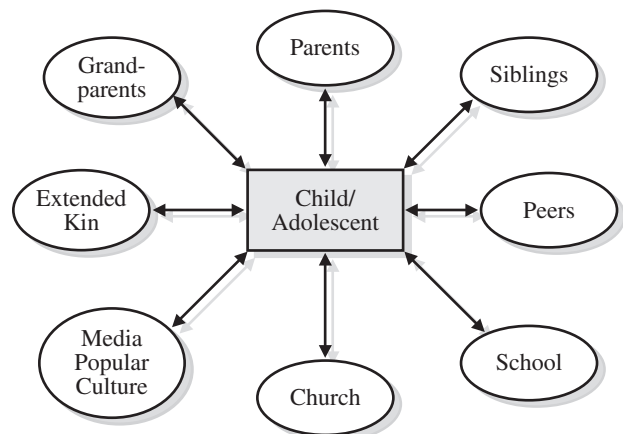 Parents
Grand-
parents
Siblings
Extended
Kin
Child/
Adolescent
Peers
Media
Popular
Culture
Church
School